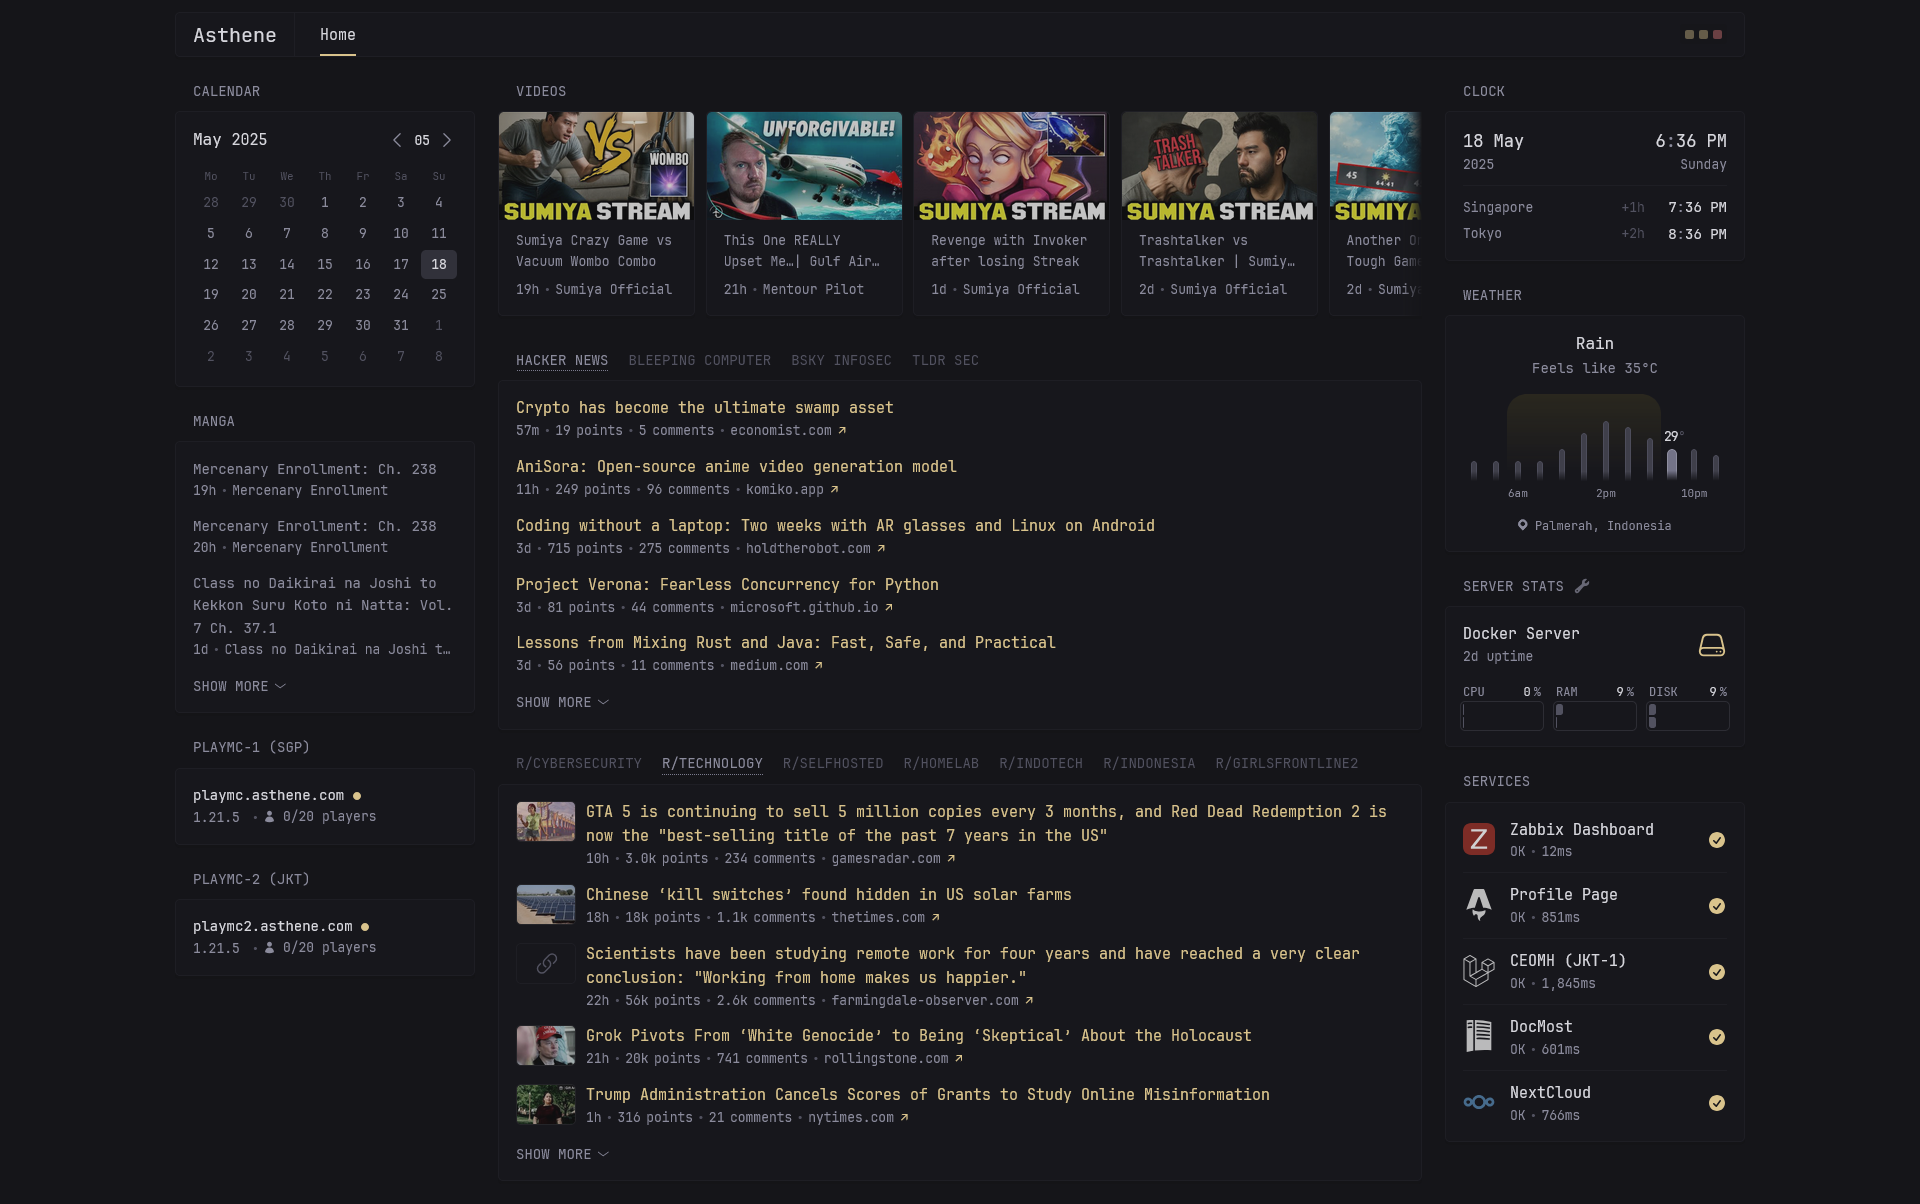 Asthene
Home
CALENDAR
May 2025
05
Mo Tu We Th Fr Sa Su
28 29 30 1 2 3 4
5 6 7 8 9 10 11
12 13 14 15 16 17 18
19 20 21 22 23 24 25
26 27 28 29 30 31 1
2 3 4 5 6 7 8
MANGA
Mercenary Enrollment: Ch. 238
19h • Mercenary Enrollment
Mercenary Enrollment: Ch. 238
20h • Mercenary Enrollment
Class no Daikirai na Joshi to
Kekkon Suru Koto ni Natta: Vol.
7 Ch. 37.1
1d • Class no Daikirai na Joshi t…
SHOW MORE
PLAYMC-1 (SGP)
playmc.asthene.com
1.21.5 • 0/20 players
PLAYMC-2 (JKT)
playmc2.asthene.com
1.21.5 • 0/20 players
VIDEOS
VS
WOMBO
SUMIYA STREAM
Sumiya Crazy Game vs
Vacuum Wombo Combo
19h • Sumiya Official
UNFORGIVABLE!
This One REALLY
Upset Me…| Gulf Air…
21h • Mentour Pilot
SUMIYA STREAM
Revenge with Invoker
after losing Streak
1d • Sumiya Official
TRASH
TALKER
?
SUMIYA STREAM
Trashtalker vs
Trashtalker | Sumiy…
2d • Sumiya Official
45
64 41
SUMIYA
Another
Tough Game
2d • Sumiya
HACKER NEWS
BLEEPING COMPUTER
BSKY INFOSEC
TLDR SEC
Crypto has become the ultimate swamp asset
57m • 19 points • 5 comments • economist.com
AniSora: Open-source anime video generation model
11h • 249 points • 96 comments • komiko.app
Coding without a laptop: Two weeks with AR glasses and Linux on Android
3d • 715 points • 275 comments • holdtherobot.com
Project Verona: Fearless Concurrency for Python
3d • 81 points • 44 comments • microsoft.github.io
Lessons from Mixing Rust and Java: Fast, Safe, and Practical
3d • 56 points • 11 comments • medium.com
SHOW MORE
R/CYBERSECURITY
R/TECHNOLOGY
R/SELFHOSTED
R/HOMELAB
R/INDOTECH
R/INDONESIA
R/GIRLSFRONTLINE2
GTA 5 is continuing to sell 5 million copies every 3 months, and Red Dead Redemption 2 is
now the "best-selling title of the past 7 years in the US"
10h • 3.0k points • 234 comments • gamesradar.com
Chinese ‘kill switches’ found hidden in US solar farms
18h • 18k points • 1.1k comments • thetimes.com
Scientists have been studying remote work for four years and have reached a very clear
conclusion: "Working from home makes us happier."
22h • 56k points • 2.6k comments • farmingdale-observer.com
Grok Pivots From ‘White Genocide’ to Being ‘Skeptical’ About the Holocaust
21h • 20k points • 741 comments • rollingstone.com
Trump Administration Cancels Scores of Grants to Study Online Misinformation
1h • 316 points • 21 comments • nytimes.com
SHOW MORE
CLOCK
18 May 6:36 PM
2025 Sunday
Singapore +1h 7:36 PM
Tokyo +2h 8:36 PM
WEATHER
Rain
Feels like 35°C
29°
6am 2pm 10pm
Palmerah, Indonesia
SERVER STATS
Docker Server
2d uptime
CPU 0% RAM 9% DISK 9%
SERVICES
Z
Zabbix Dashboard
OK • 12ms
Profile Page
OK • 851ms
CEOMH (JKT-1)
OK • 1,845ms
DocMost
OK • 601ms
NextCloud
OK • 766ms